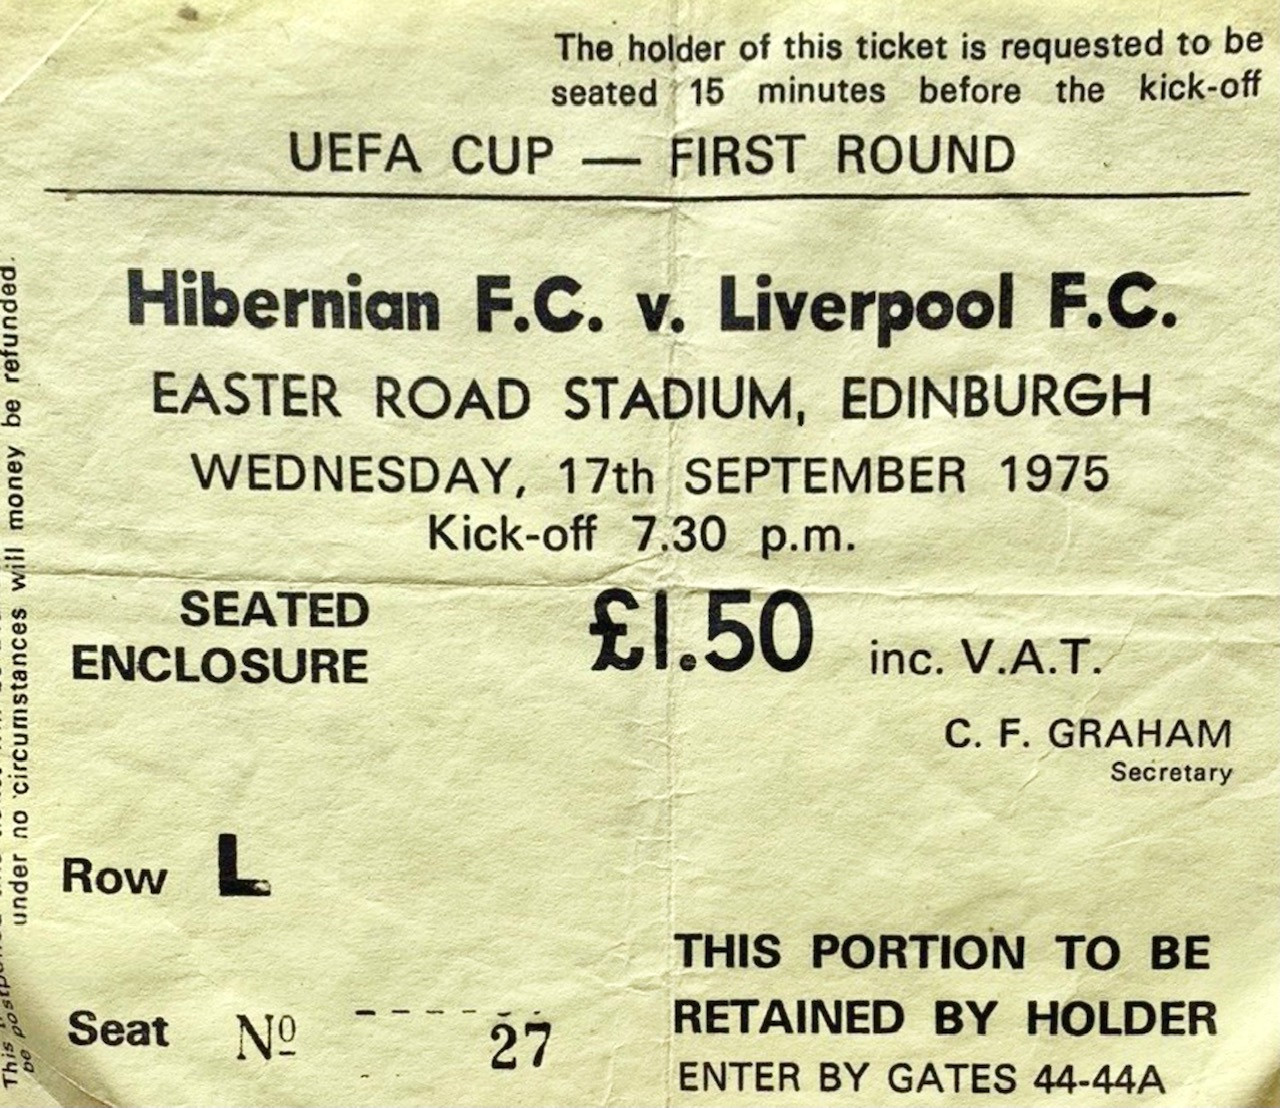 The holder of this ticket is requested to be
seated 15 minutes before the kick-off
UEFA CUP — FIRST ROUND
Hibernian F.C. v. Liverpool F.C.
EASTER ROAD STADIUM, EDINBURGH
WEDNESDAY, 17th SEPTEMBER 1975
Kick-off 7.30 p.m.
SEATED
ENCLOSURE
£1.50 inc. V.A.T.
C. F. GRAHAM
Secretary
Row L
Seat Nº 27
THIS PORTION TO BE
RETAINED BY HOLDER
ENTER BY GATES 44-44A
This
be postponed
under no circumstances will money be refunded.